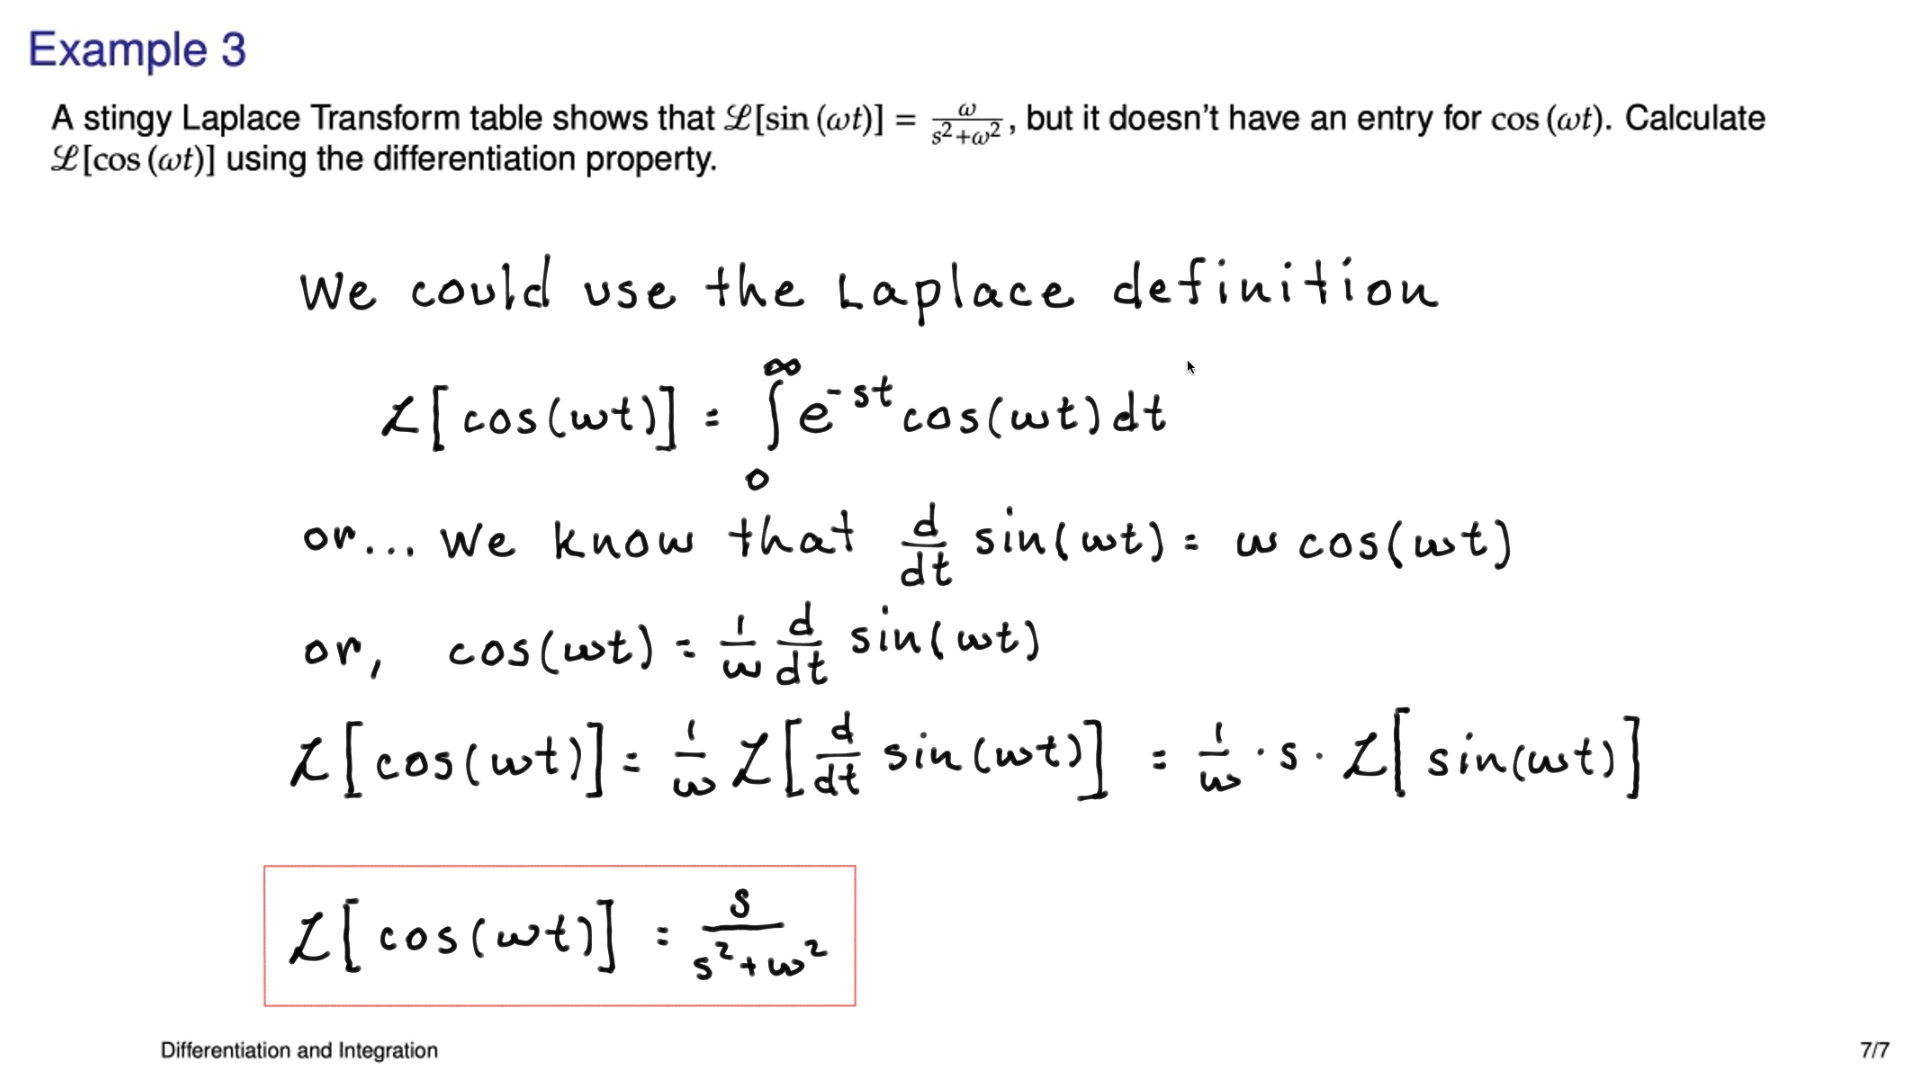 Example 3
A stingy Laplace Transform table shows that ℒ[sin (ωt)] = ω/(s²+ω²), but it doesn't have an entry for cos (ωt). Calculate
ℒ[cos (ωt)] using the differentiation property.
We could use the Laplace definition
ℒ[cos(ωt)] = ∫₀^∞ e^(-st) cos(ωt) dt
or... We know that d/dt sin(ωt) = ω cos(ωt)
or, cos(ωt) = 1/ω d/dt sin(ωt)
ℒ[cos(ωt)] = 1/ω ℒ[d/dt sin(ωt)] = 1/ω · s · ℒ[sin(ωt)]
ℒ[cos(ωt)] = s/(s²+ω²)
Differentiation and Integration 7/7